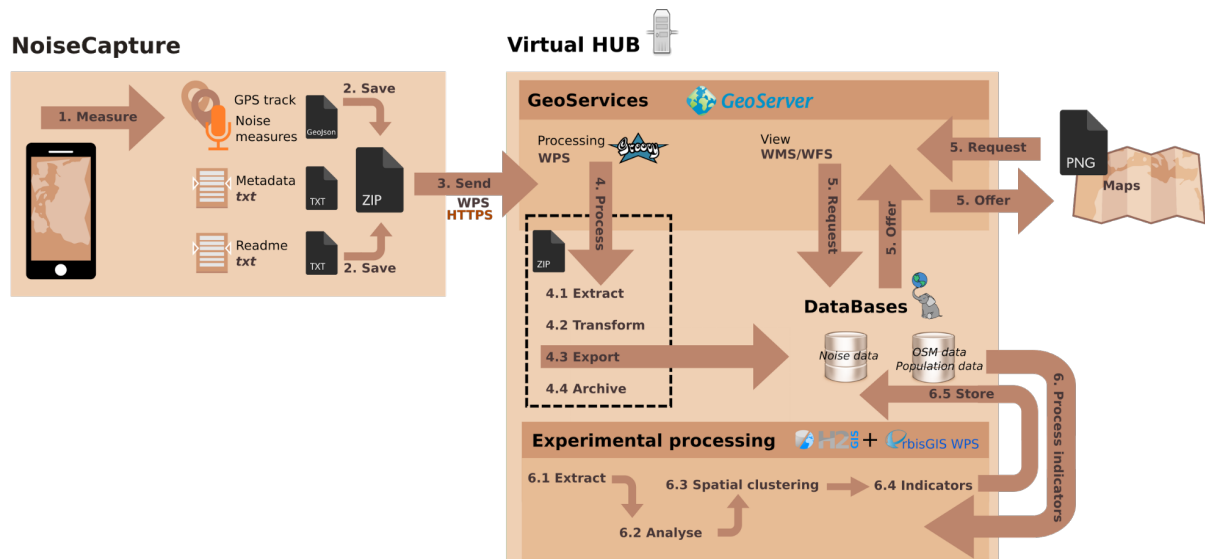 NoiseCapture
1. Measure
GPS track
Noise
measures
GeoJson
2. Save
Metadata
txt
TXT
ZIP
Readme
txt
TXT
2. Save
3. Send
WPS
HTTPS
Virtual HUB
GeoServices
GeoServer
Processing
WPS
Groovy
View
WMS/WFS
4. Process
5. Request
5. Offer
5. Request
5. Offer
PNG
Maps
ZIP
4.1 Extract
4.2 Transform
4.3 Export
4.4 Archive
DataBases
Noise data
OSM data
Population data
6.5 Store
6. Process indicators
Experimental processing
H2GIS + OrbisGIS WPS
6.1 Extract
6.2 Analyse
6.3 Spatial clustering
6.4 Indicators